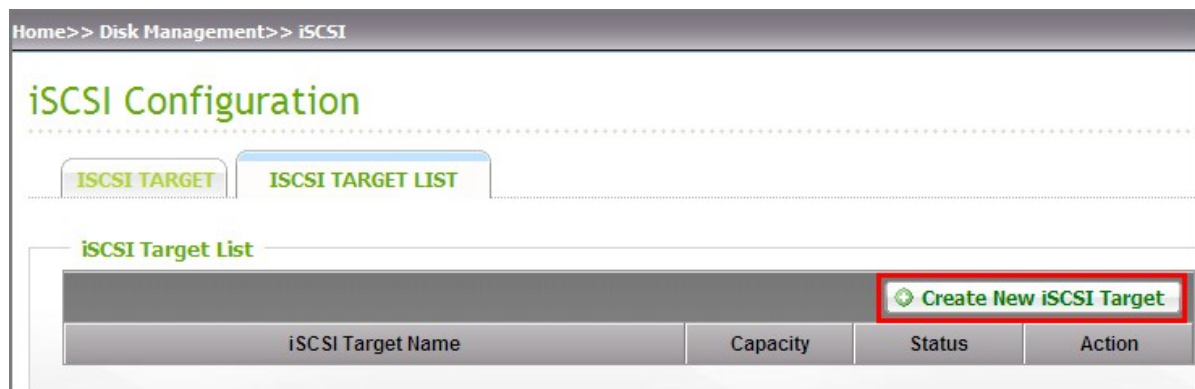 Home>> Disk Management>> iSCSI
iSCSI Configuration
ISCSI TARGET ISCSI TARGET LIST
iSCSI Target List
Create New iSCSI Target
iSCSI Target Name Capacity Status Action